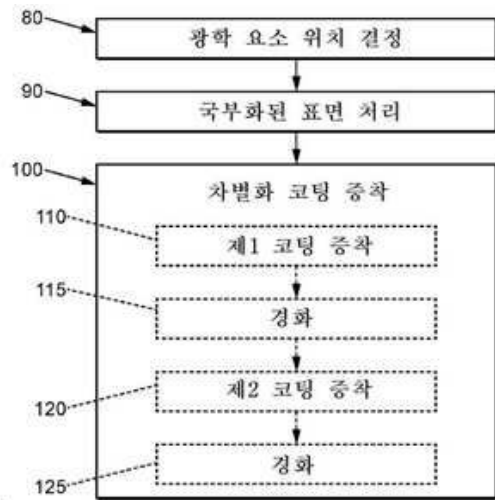 80
광학 요소 위치 결정
90
국부화된 표면 처리
100
차별화 코팅 증착
110
제1 코팅 증착
115
경화
제2 코팅 증착
120
경화
125